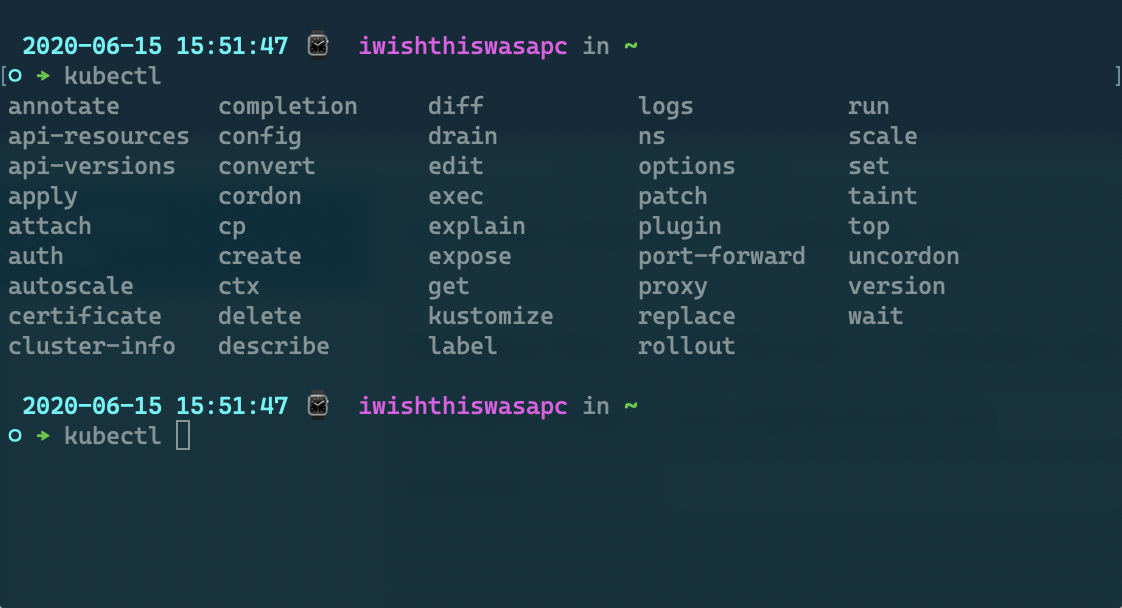 2020-06-15 15:51:47 ⌚ iwishthiswasapc in ~
[○ → kubectl ]
annotate completion diff logs run
api-resources config drain ns scale
api-versions convert edit options set
apply cordon exec patch taint
attach cp explain plugin top
auth create expose port-forward uncordon
autoscale ctx get proxy version
certificate delete kustomize replace wait
cluster-info describe label rollout
2020-06-15 15:51:47 ⌚ iwishthiswasapc in ~
○ → kubectl